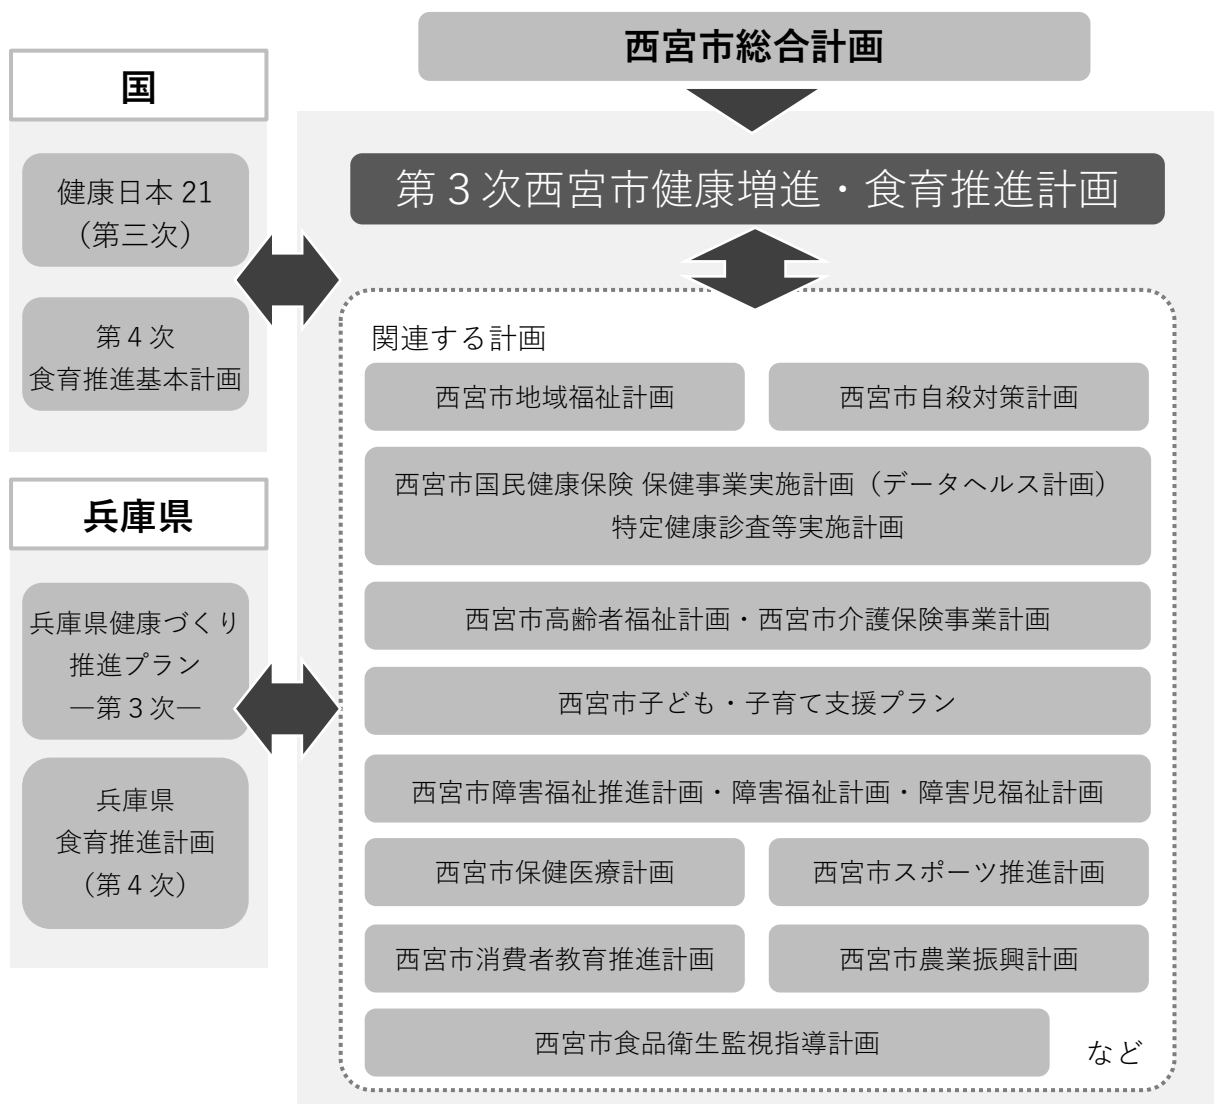 西宮市総合計画
国
健康日本 21
（第三次）
第４次
食育推進基本計画
兵庫県
兵庫県健康づくり
推進プラン
―第３次―
兵庫県
食育推進計画
（第４次）
第３次西宮市健康増進・食育推進計画
関連する計画
西宮市地域福祉計画
西宮市自殺対策計画
西宮市国民健康保険 保健事業実施計画（データヘルス計画）
特定健康診査等実施計画
西宮市高齢者福祉計画・西宮市介護保険事業計画
西宮市子ども・子育て支援プラン
西宮市障害福祉推進計画・障害福祉計画・障害児福祉計画
西宮市保健医療計画
西宮市スポーツ推進計画
西宮市消費者教育推進計画
西宮市農業振興計画
西宮市食品衛生監視指導計画
など